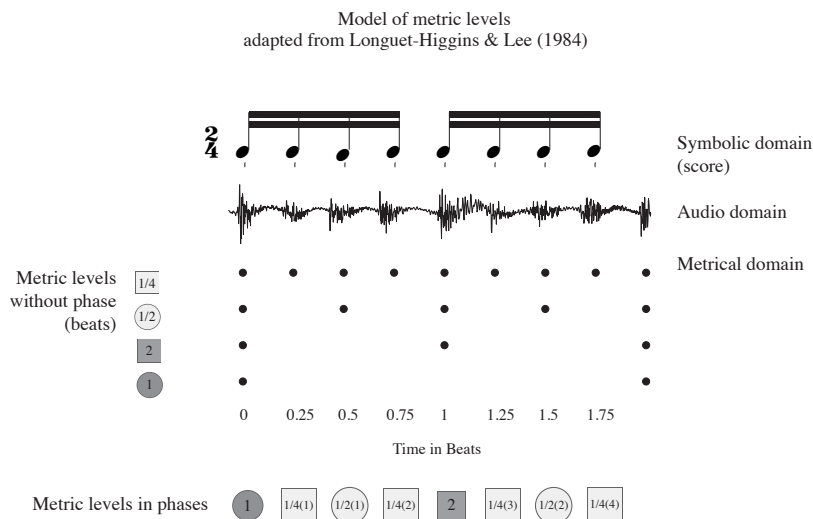 Model of metric levels
adapted from Longuet-Higgins & Lee (1984)
2
4
Symbolic domain
(score)
Audio domain
Metrical domain
Metric levels
without phase
(beats)
1/4
1/2
2
1
0 0.25 0.5 0.75 1 1.25 1.5 1.75
Time in Beats
Metric levels in phases 1 1/4(1) 1/2(1) 1/4(2) 2 1/4(3) 1/2(2) 1/4(4)